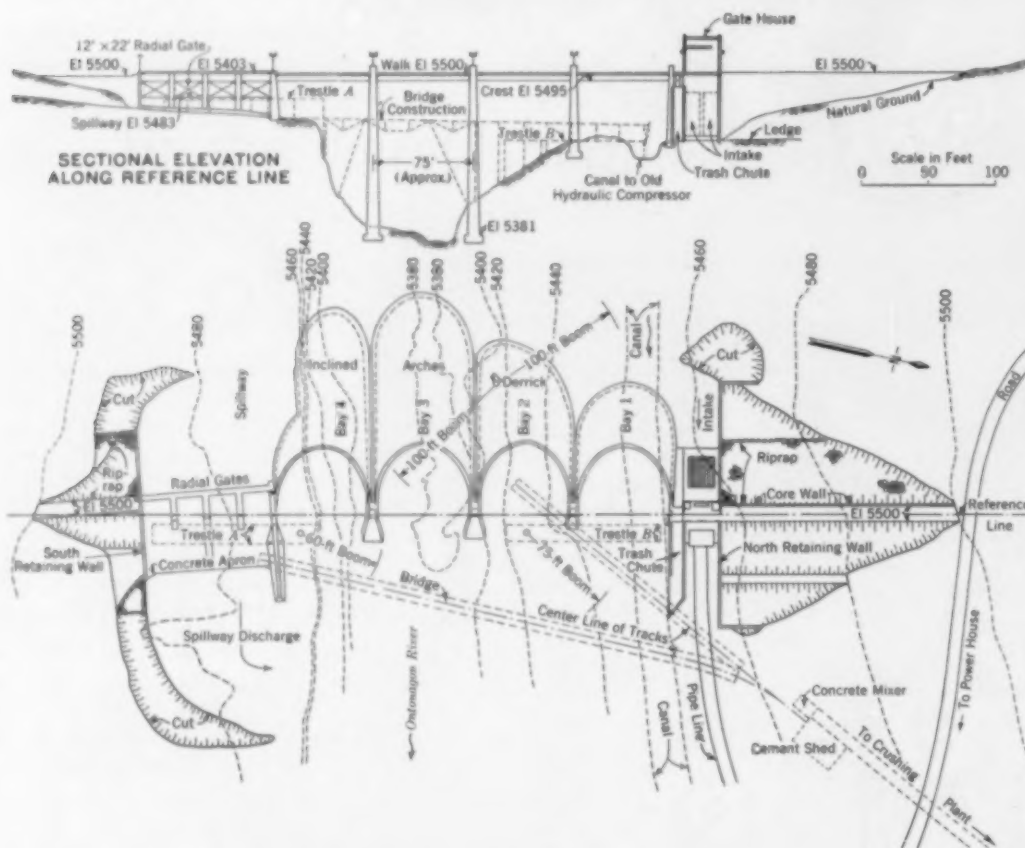 Gate House
12' ×22' Radial Gate
El 5500
El 5403
Walk El 5500
Crest El 5495
El 5500
Trestle A
Bridge
Construction
Spillway El 5483
Trestle B
Natural Ground
Ledge
SECTIONAL ELEVATION
ALONG REFERENCE LINE
75'
(Approx.)
Intake
Trash Chute
Canal to Old
Hydraulic Compressor
Scale in Feet
0 50 100
El 5381
5500
5480
5460
5440
5420
5400
5380
5380
5400
5420
5440
5460
5480
5500
Cut
Spillway
Inclined
Arches
100-ft Boom
Derrick
Canal
Cut
Intake
Road
Bay 4
Bay 3
Bay 2
Bay 1
100-ft Boom
Rip-
rap
Riprap
Radial Gates
Core Wall
El 5500
El 5500
Reference
Line
Trestle A
60-ft Boom
75-ft Boom
Trestle B
Trash
Chute
South
Retaining Wall
North Retaining Wall
Concrete Apron
Bridge
Center Line of Tracks
Spillway Discharge
Ontonagon River
Cut
Canal
Pipe Line
Concrete Mixer
Cement Shed
To Crushing
Plant
To Power House